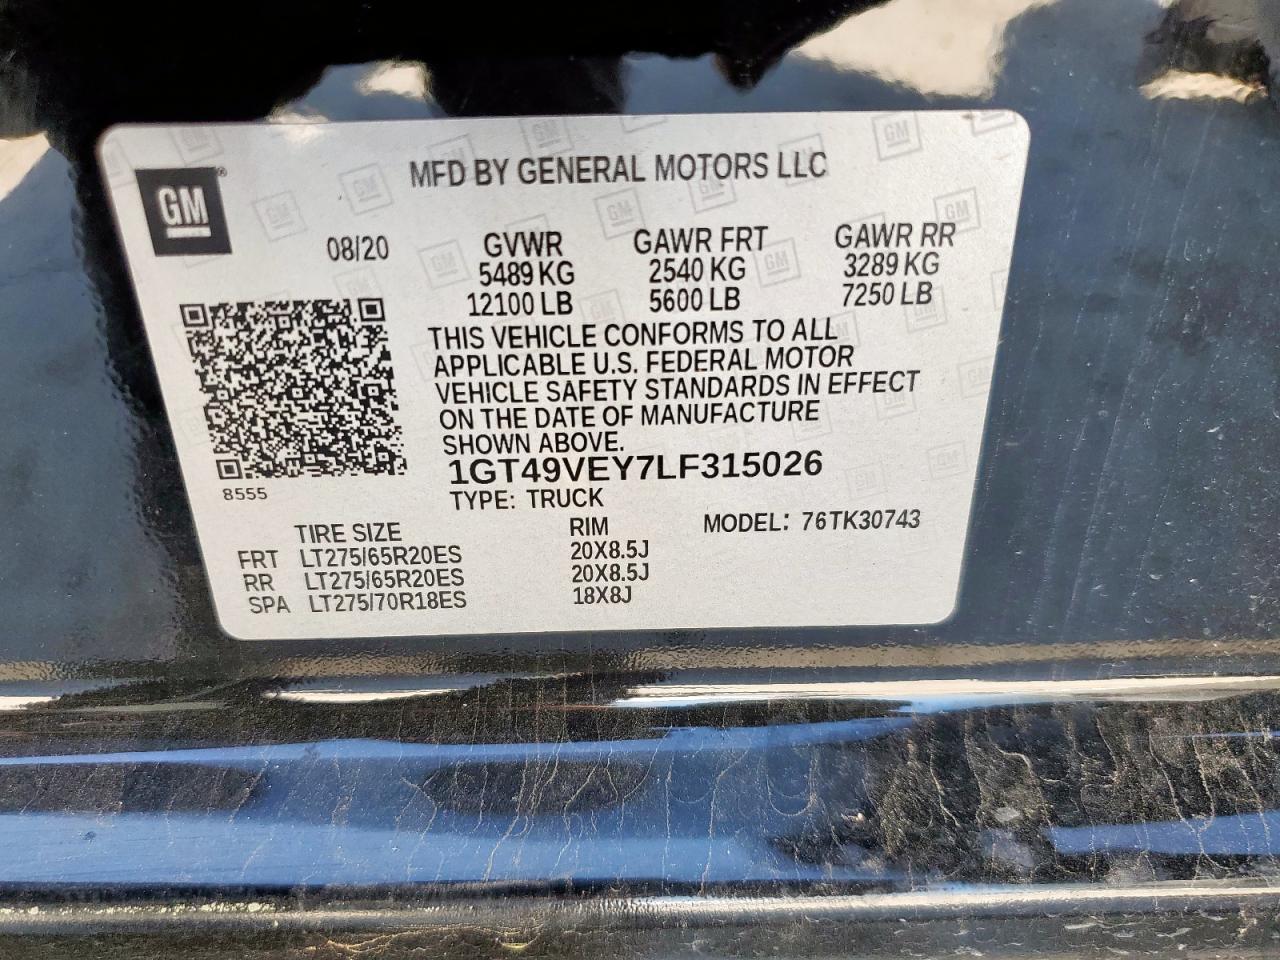 GM®
MFD BY GENERAL MOTORS LLC
08/20 GVWR GAWR FRT GAWR RR
5489 KG 2540 KG 3289 KG
12100 LB 5600 LB 7250 LB
THIS VEHICLE CONFORMS TO ALL
APPLICABLE U.S. FEDERAL MOTOR
VEHICLE SAFETY STANDARDS IN EFFECT
ON THE DATE OF MANUFACTURE
SHOWN ABOVE.
1GT49VEY7LF315026
8555
TYPE: TRUCK
TIRE SIZE RIM MODEL: 76TK30743
FRT LT275/65R20ES 20X8.5J
RR LT275/65R20ES 20X8.5J
SPA LT275/70R18ES 18X8J